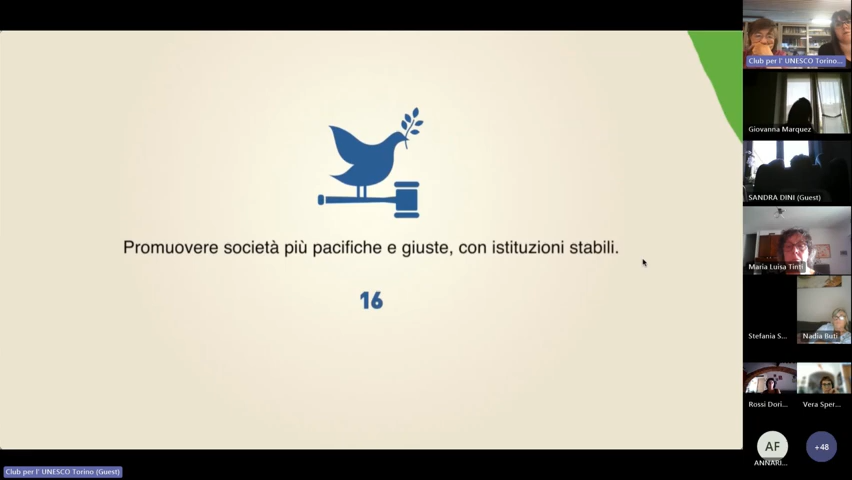 Promuovere società più pacifiche e giuste, con istituzioni stabili.
16
Club per l' UNESCO Torino (Guest)
Club per l' UNESCO Torino...
Giovanna Marquez
SANDRA DINI (Guest)
Maria Luisa Tinti
Stefania S...
Nadia Buti
Rossi Dori...
Vera Sper...
AF
ANNARI...
+48